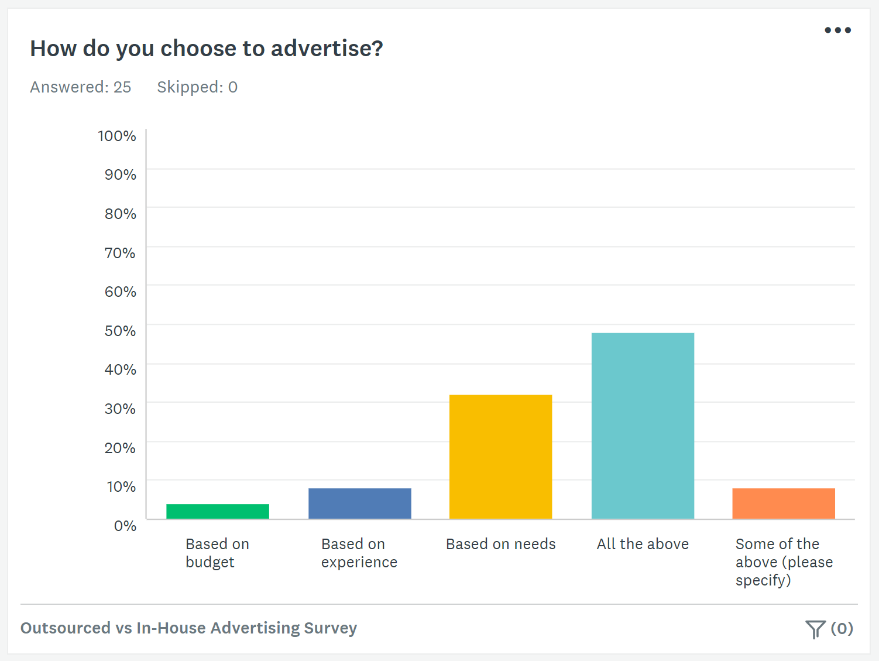 How do you choose to advertise?
Answered: 25 Skipped: 0
100%
90%
80%
70%
60%
50%
40%
30%
20%
10%
0%
Based on
budget
Based on
experience
Based on needs
All the above
Some of the
above (please
specify)
Outsourced vs In-House Advertising Survey
(0)